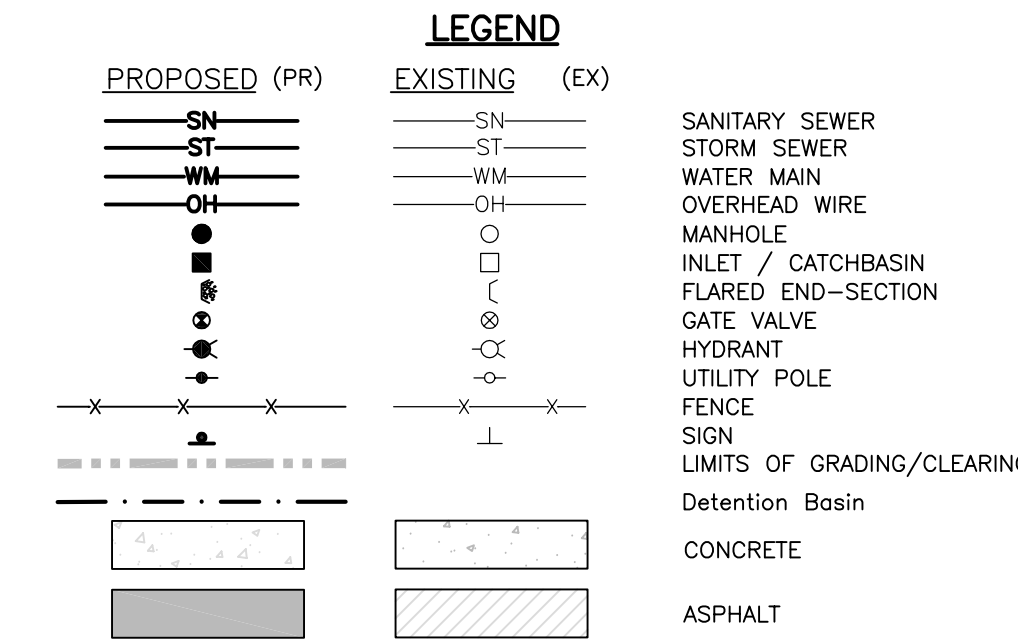 LEGEND
PROPOSED (PR) EXISTING (EX)
SN SN SANITARY SEWER
ST ST STORM SEWER
WM WM WATER MAIN
OH OH OVERHEAD WIRE
MANHOLE
INLET / CATCHBASIN
FLARED END-SECTION
GATE VALVE
HYDRANT
UTILITY POLE
X X X X X FENCE
SIGN
LIMITS OF GRADING/CLEARING
Detention Basin
CONCRETE
ASPHALT